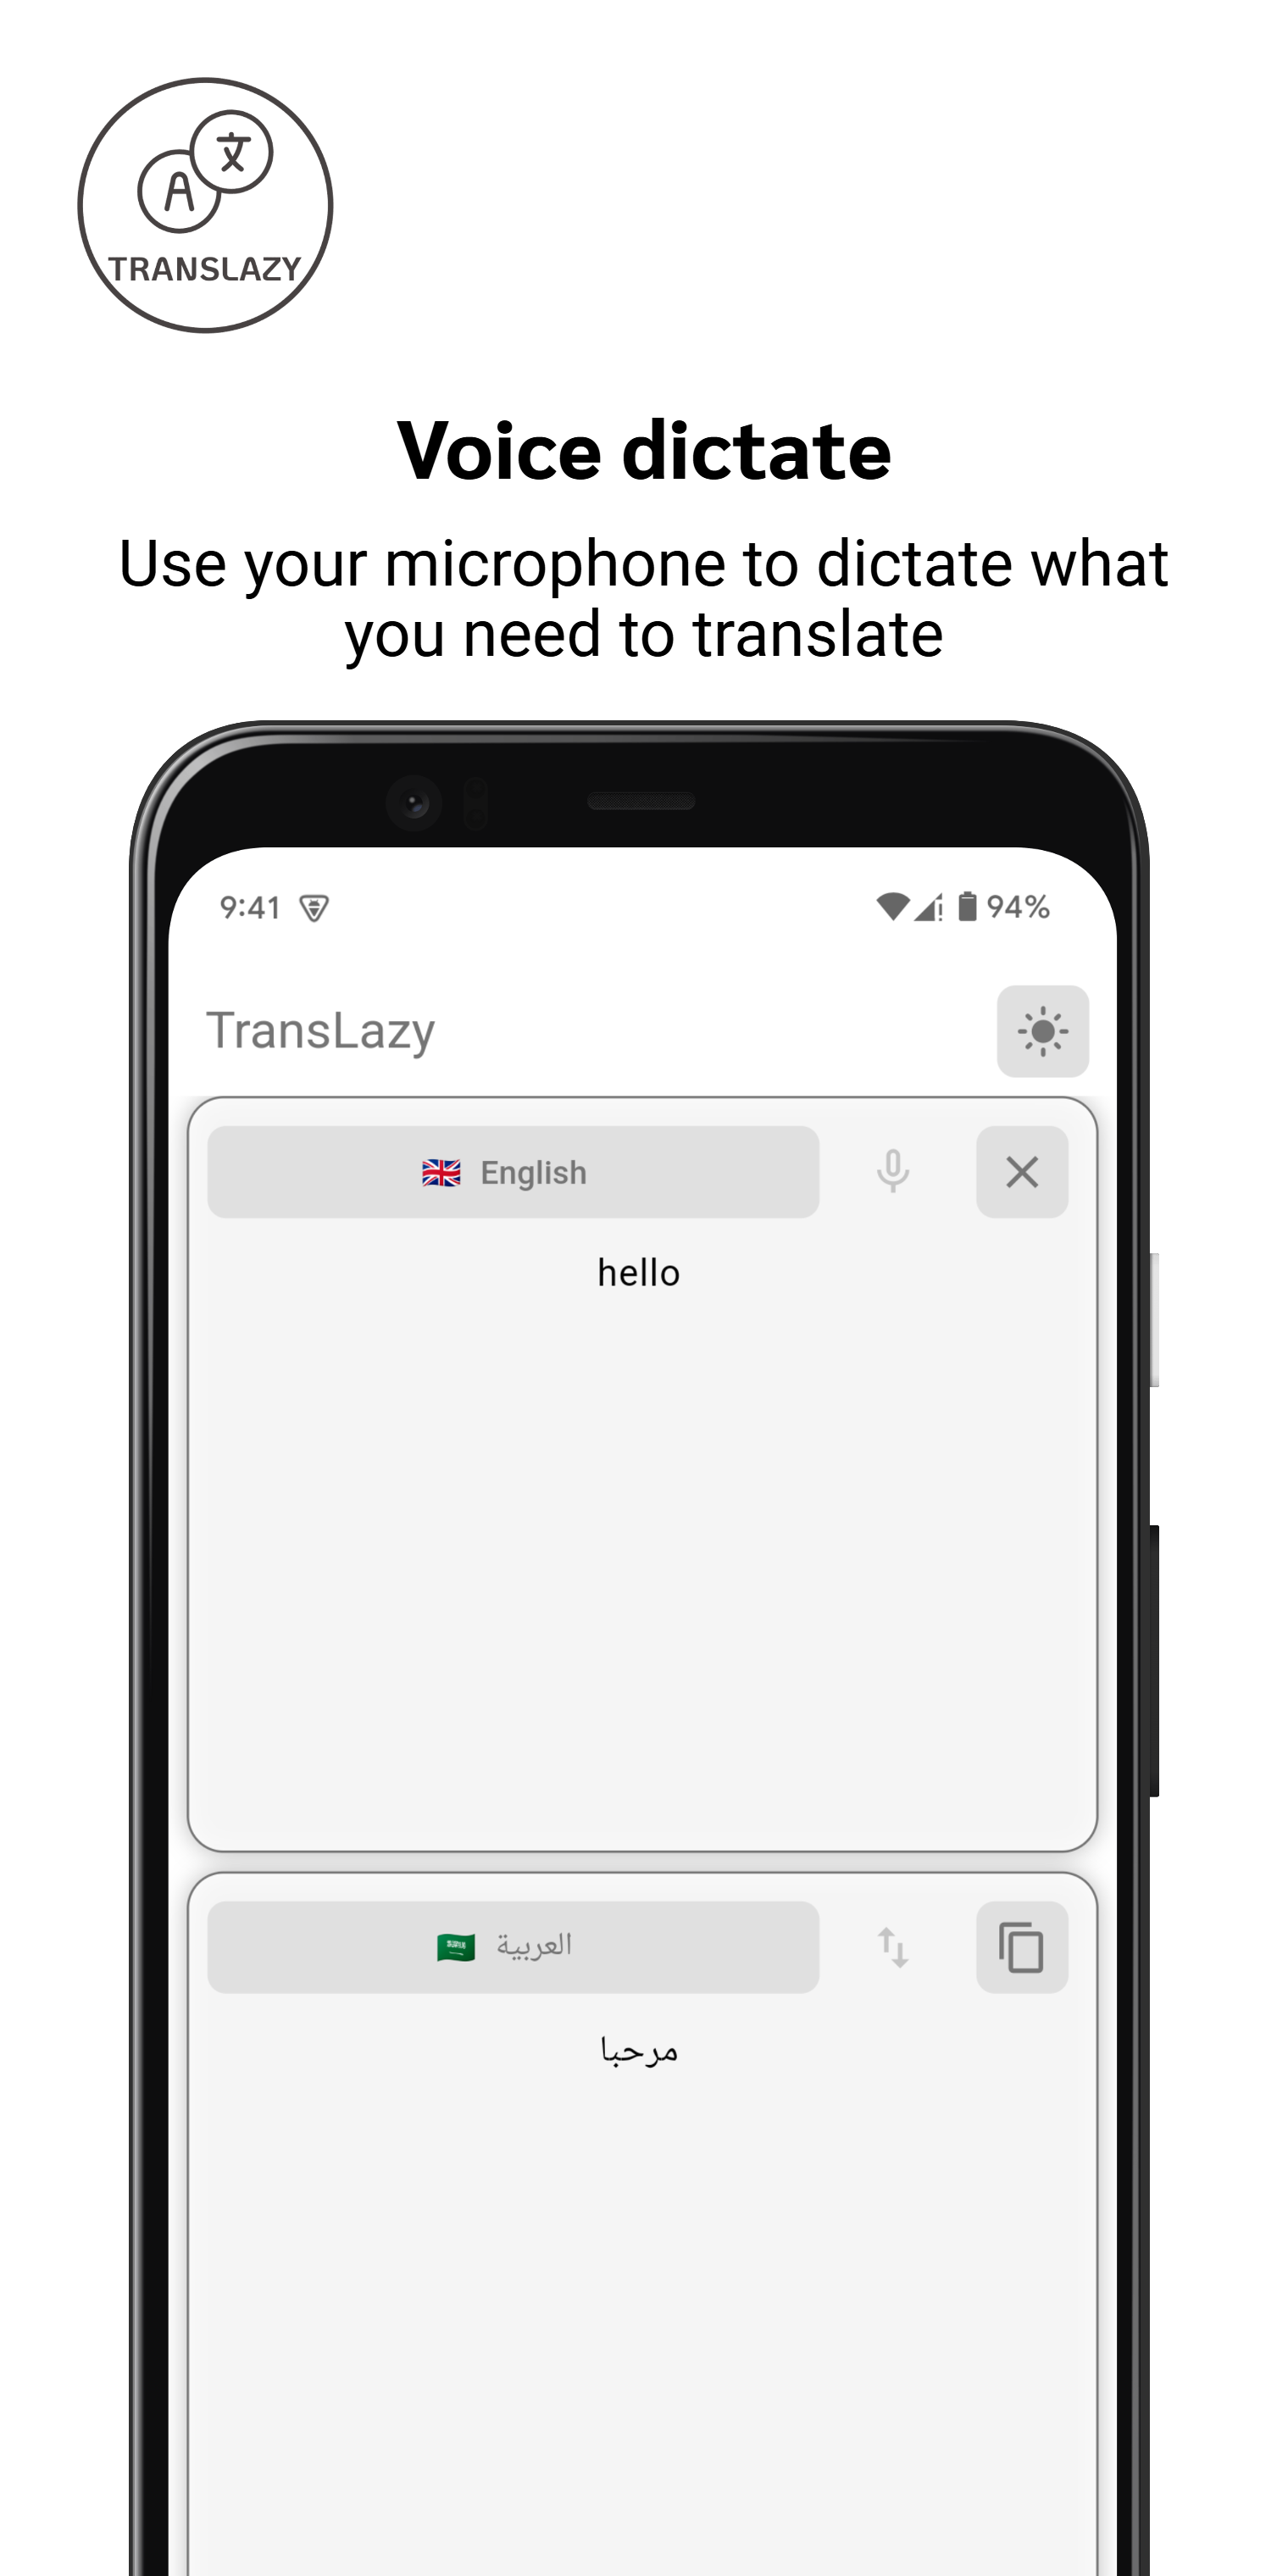 A 文
TRANSLAZY
Voice dictate
Use your microphone to dictate what
you need to translate
9:41 94%
TransLazy
English
hello
العربية
مرحبا